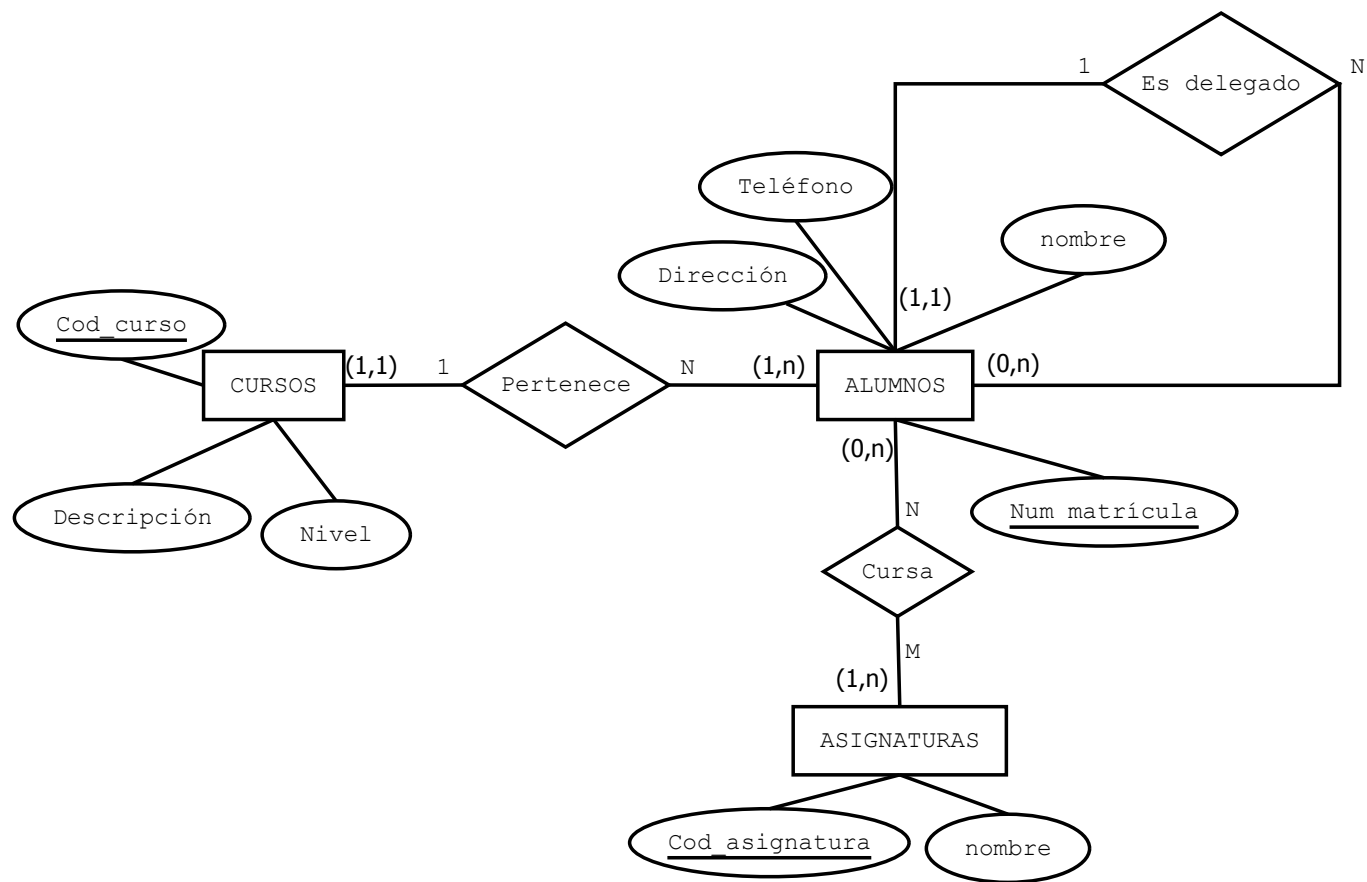 1
Es delegado
N
Teléfono
nombre
Dirección
(1,1)
Cod_curso
CURSOS
(1,1)
1
Pertenece
N
(1,n)
ALUMNOS
(0,n)
(0,n)
Descripción
Nivel
N
Num matrícula
Cursa
M
(1,n)
ASIGNATURAS
Cod_asignatura
nombre